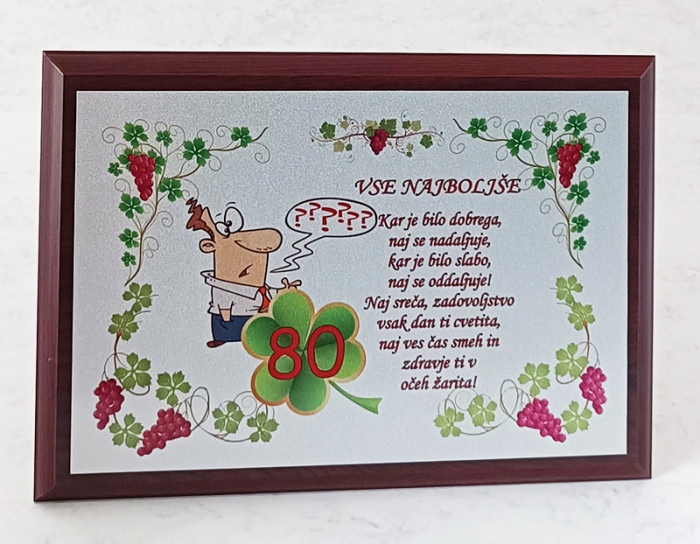 VSE NAJBOLJŠE
??????
Kar je bilo dobrega,
naj se nadaljuje,
kar je bilo slabo,
naj se oddaljuje!
Naj sreča, zadovoljstvo
vsak dan ti cvetita,
naj ves čas smeh in
zdravje ti v
očeh žarita!
80